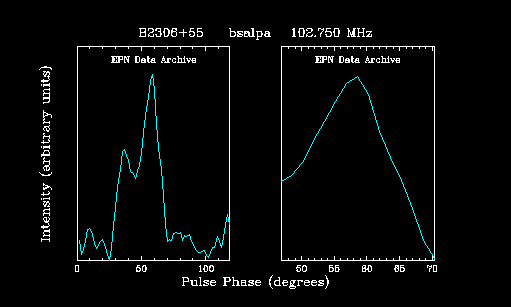 B2306+55 bsalpa 102.750 MHz
EPN Data Archive EPN Data Archive
Intensity (arbitrary units)
0 50 100 50 55 60 65 70
Pulse Phase (degrees)